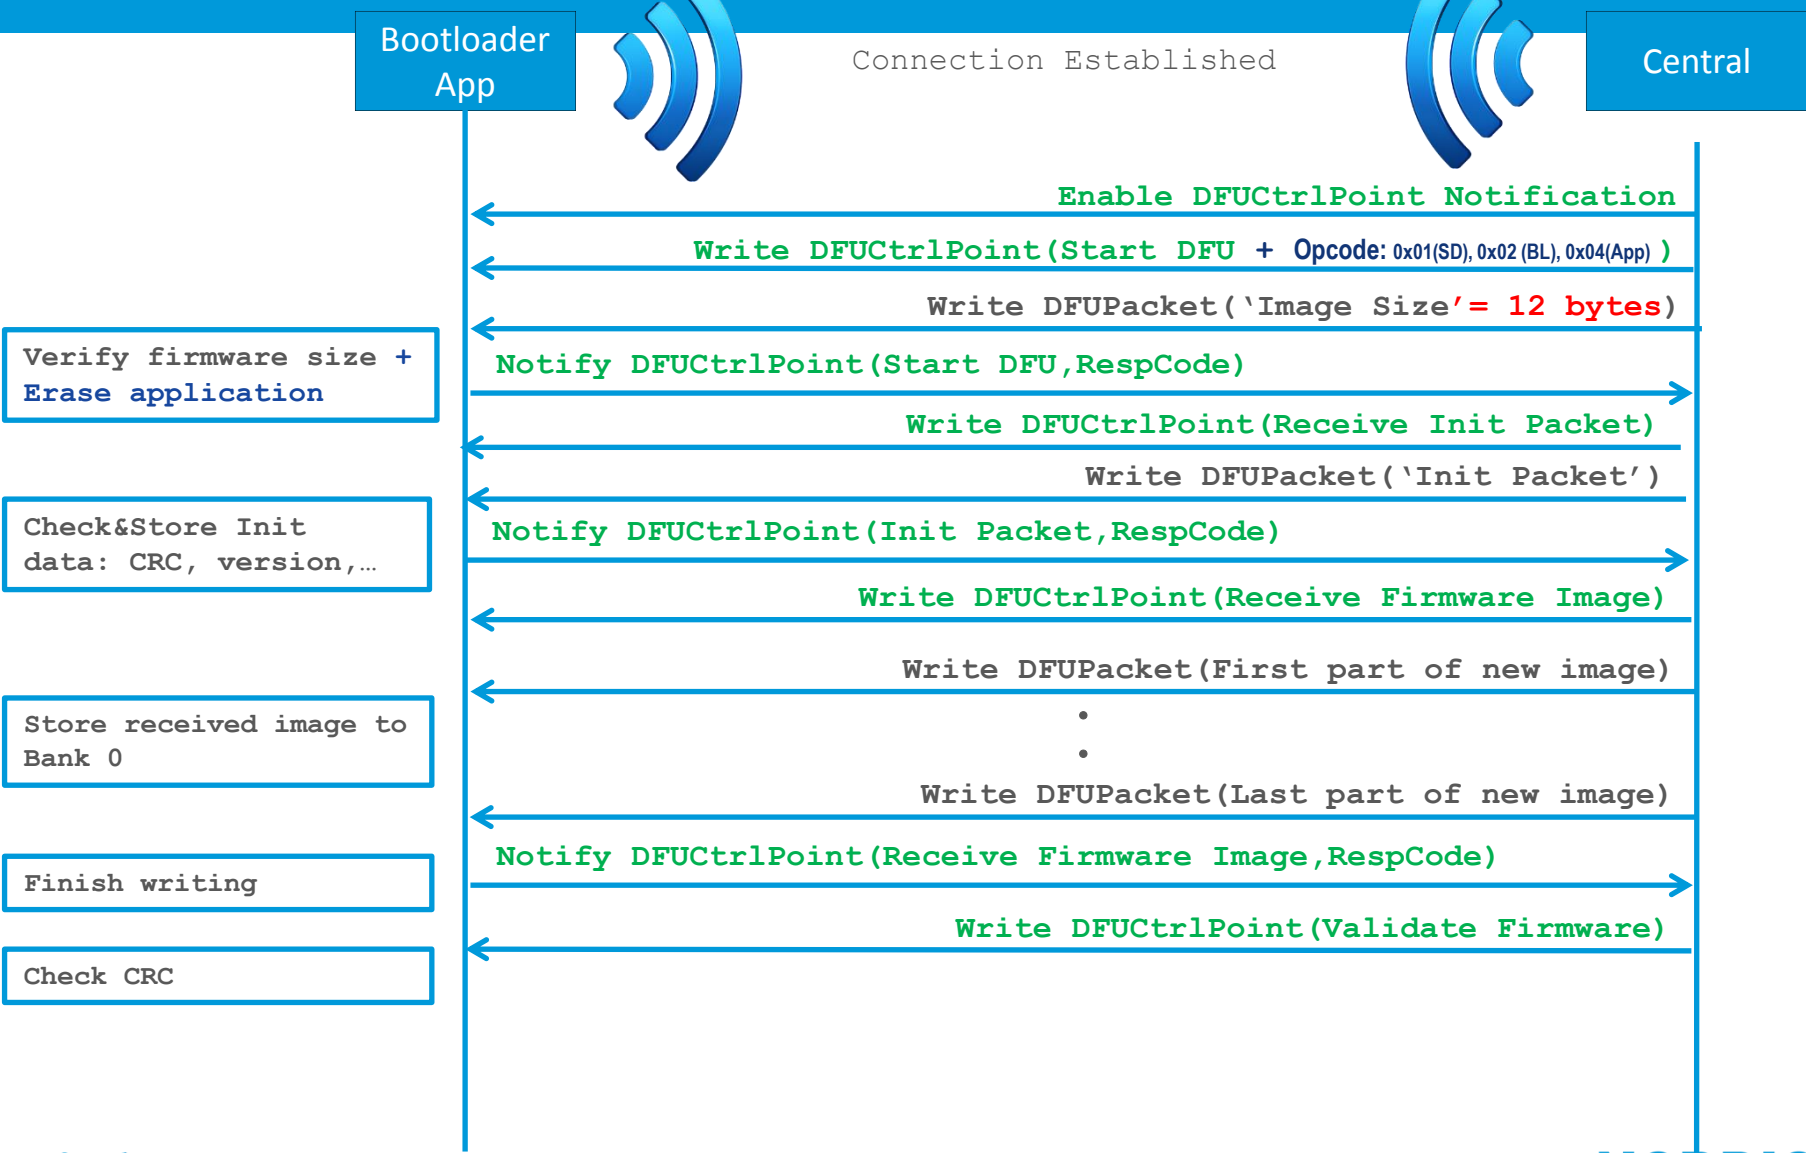 Bootloader
App
Connection Established
Central
Enable DFUCtrlPoint Notification
Write DFUCtrlPoint(Start DFU + Opcode: 0x01(SD), 0x02 (BL), 0x04(App) )
Write DFUPacket(‘Image Size’= 12 bytes)
Verify firmware size +
Erase application
Notify DFUCtrlPoint(Start DFU,RespCode)
Write DFUCtrlPoint(Receive Init Packet)
Write DFUPacket(‘Init Packet’)
Check&Store Init
data: CRC, version,…
Notify DFUCtrlPoint(Init Packet,RespCode)
Write DFUCtrlPoint(Receive Firmware Image)
Write DFUPacket(First part of new image)
Store received image to
Bank 0
Write DFUPacket(Last part of new image)
Notify DFUCtrlPoint(Receive Firmware Image,RespCode)
Finish writing
Write DFUCtrlPoint(Validate Firmware)
Check CRC